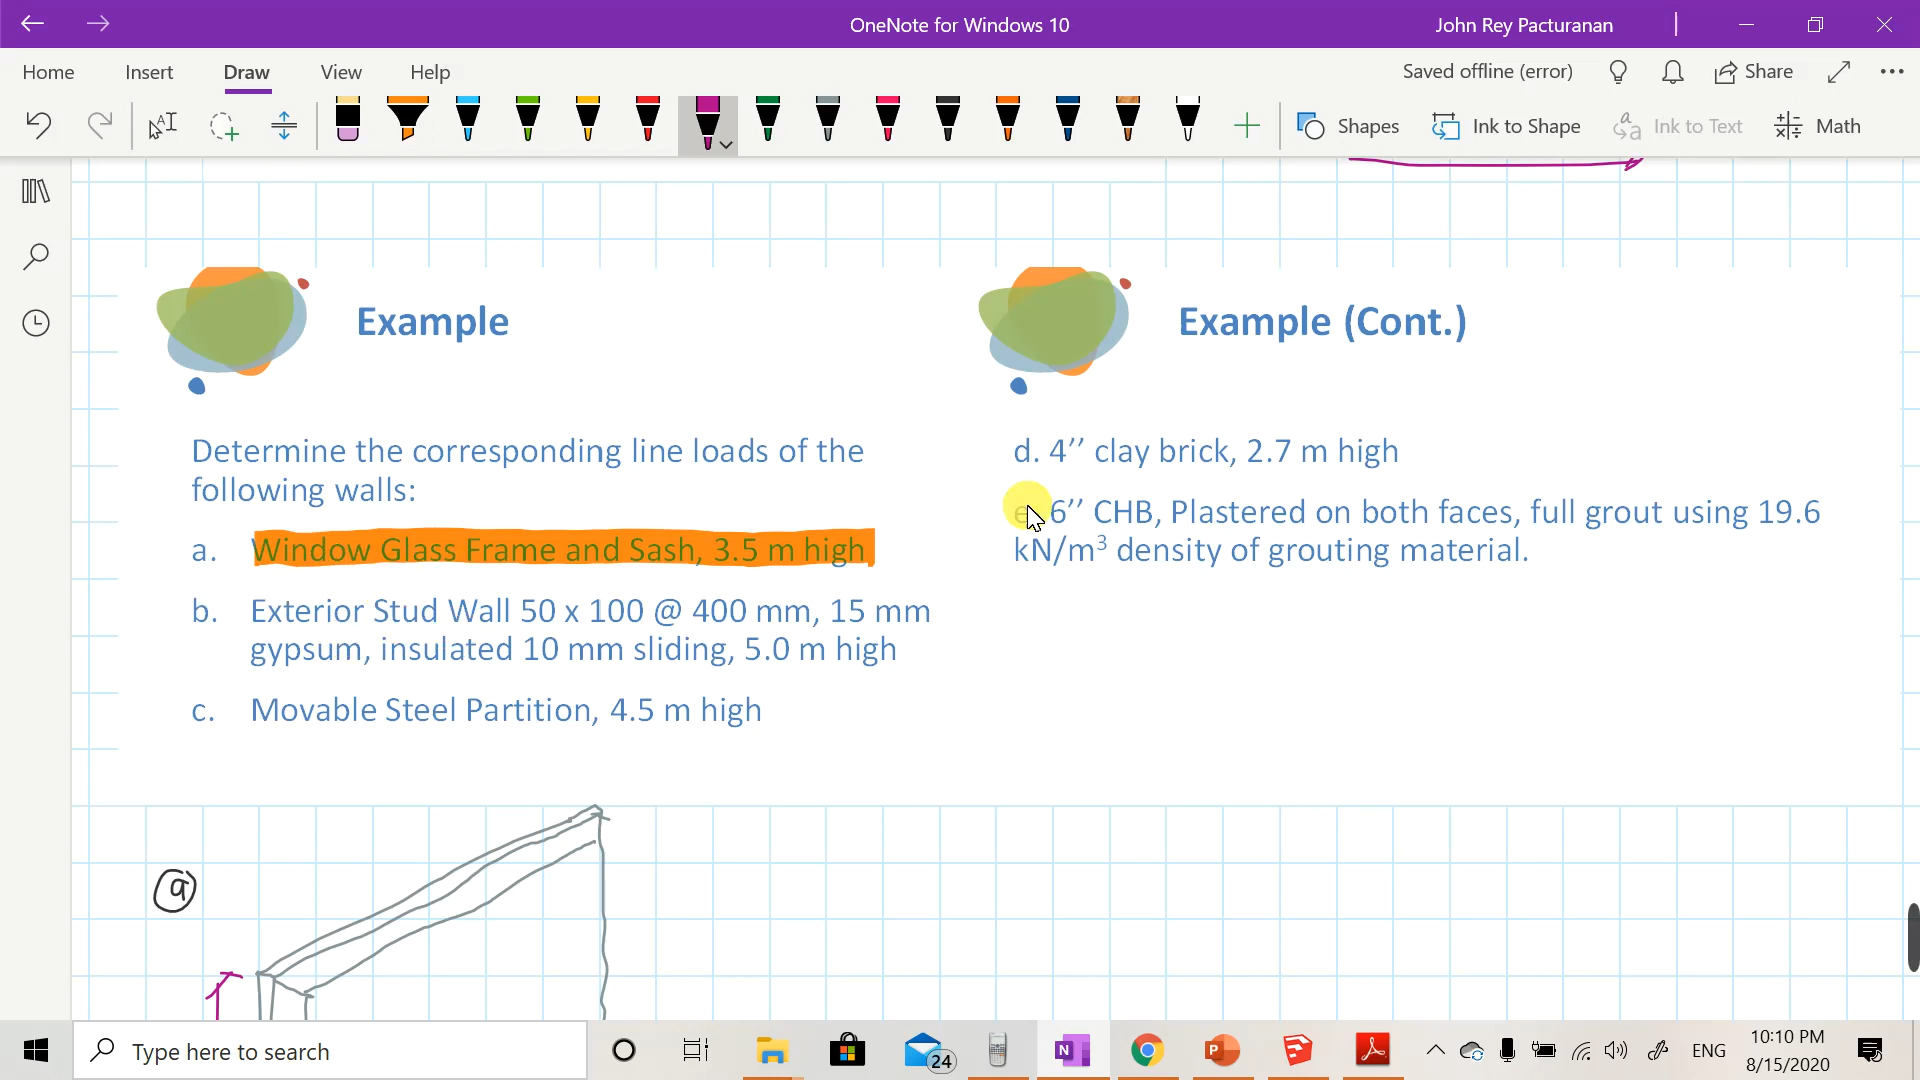 OneNote for Windows 10
John Rey Pacturanan
Home
Insert
Draw
View
Help
Saved offline (error)
Share
Shapes
Ink to Shape
Ink to Text
Math
Example
Determine the corresponding line loads of the
following walls:
a. Window Glass Frame and Sash, 3.5 m high
b. Exterior Stud Wall 50 x 100 @ 400 mm, 15 mm
gypsum, insulated 10 mm sliding, 5.0 m high
c. Movable Steel Partition, 4.5 m high
Example (Cont.)
d. 4’’ clay brick, 2.7 m high
e. 6’’ CHB, Plastered on both faces, full grout using 19.6
kN/m³ density of grouting material.
a
Type here to search
24
N
P
ENG
10:10 PM
8/15/2020